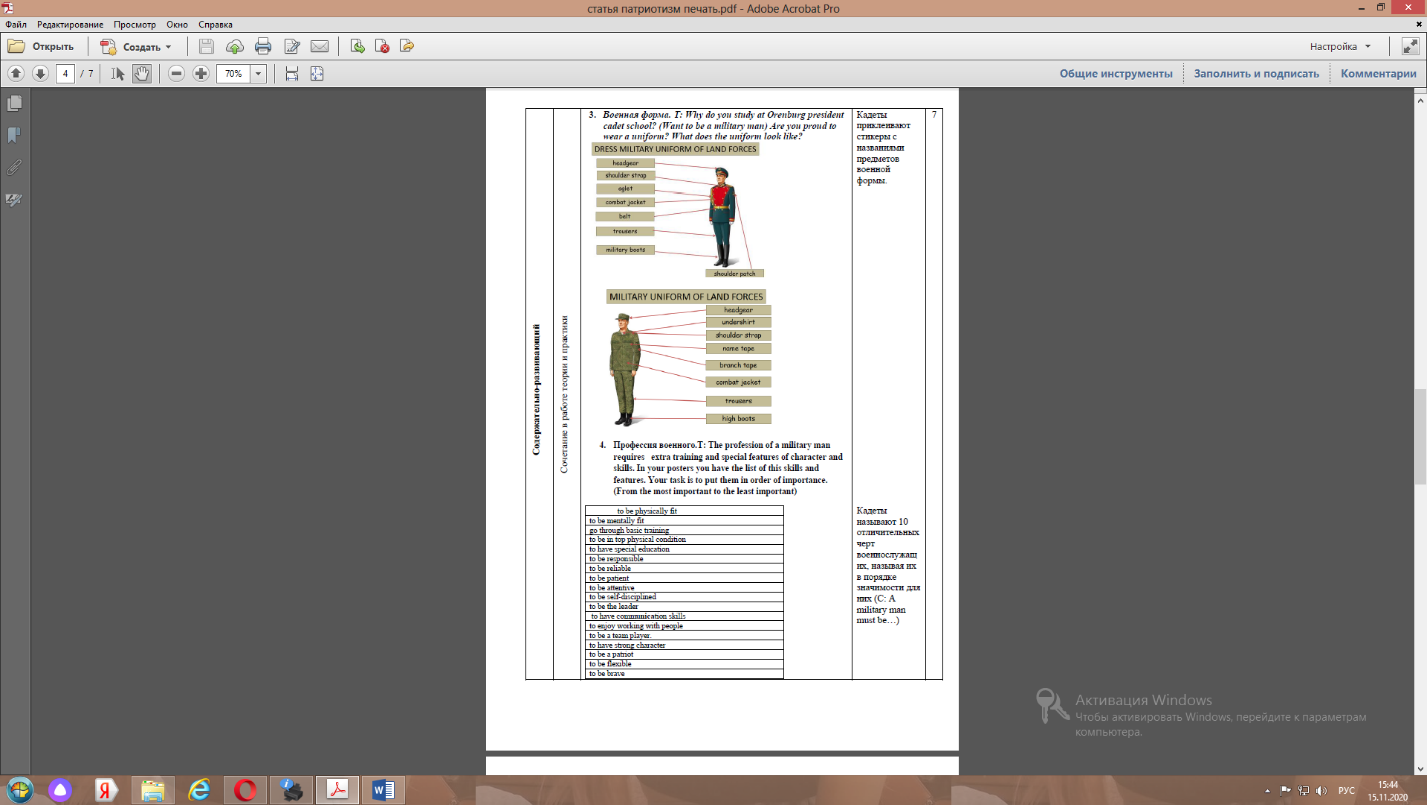 статья патриотизм печать.pdf - Adobe Acrobat Pro
Файл Редактирование Просмотр Окно Справка
Открыть Создать Настройка
4 / 7 70% Общие инструменты Заполнить и подписать Комментарии
3. Военная форма. T: Why do you study at Orenburg president
cadet school? (Want to be a military man) Are you proud to
wear a uniform? What does the uniform look like?
DRESS MILITARY UNIFORM OF LAND FORCES
headgear
shoulder strap
aglet
combat jacket
belt
trousers
military boots
shoulder patch
MILITARY UNIFORM OF LAND FORCES
headgear
undershirt
shoulder strap
name tape
branch tape
combat jacket
trousers
high boots
Кадеты
приклеивают
стикеры с
названиями
предметов
военной
формы.
7
Содержательно-развивающий
Сочетание в работе теории и практики
4. Профессия военного.T: The profession of a military man
requires extra training and special features of character and
skills. In your posters you have the list of this skills and
features. Your task is to put them in order of importance.
(From the most important to the least important)
to be physically fit
to be mentally fit
go through basic training
to be in top physical condition
to have special education
to be responsible
to be reliable
to be patient
to be attentive
to be self-disciplined
to be the leader
to have communication skills
to enjoy working with people
to be a team player.
to have strong character
to be a patriot
to be flexible
to be brave
Кадеты
называют 10
отличительных
черт
военнослужащ
их, называя их
в порядке
значимости для
них (C: A
military man
must be…)
Активация Windows
Чтобы активировать Windows, перейдите к параметрам
компьютера.
РУС
15:44
15.11.2020